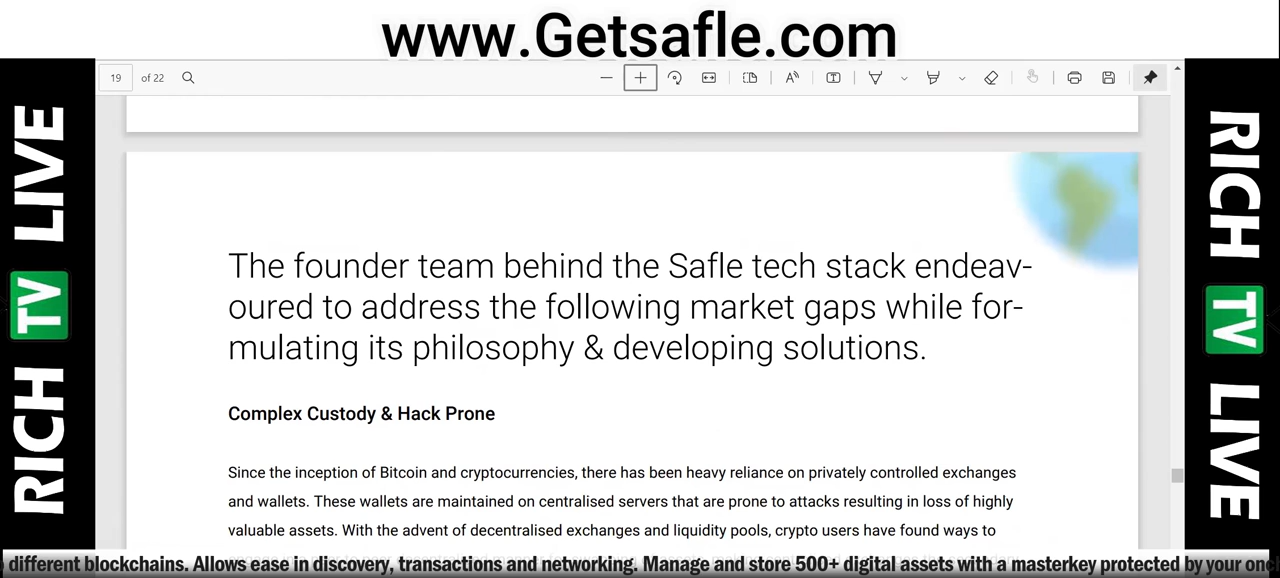 www.Getsafle.com
19 of 22
RICH TV LIVE
RICH TV LIVE
The founder team behind the Safle tech stack endeav-
oured to address the following market gaps while for-
mulating its philosophy & developing solutions.
Complex Custody & Hack Prone
Since the inception of Bitcoin and cryptocurrencies, there has been heavy reliance on privately controlled exchanges
and wallets. These wallets are maintained on centralised servers that are prone to attacks resulting in loss of highly
valuable assets. With the advent of decentralised exchanges and liquidity pools, crypto users have found ways to
different blockchains. Allows ease in discovery, transactions and networking. Manage and store 500+ digital assets with a masterkey protected by your